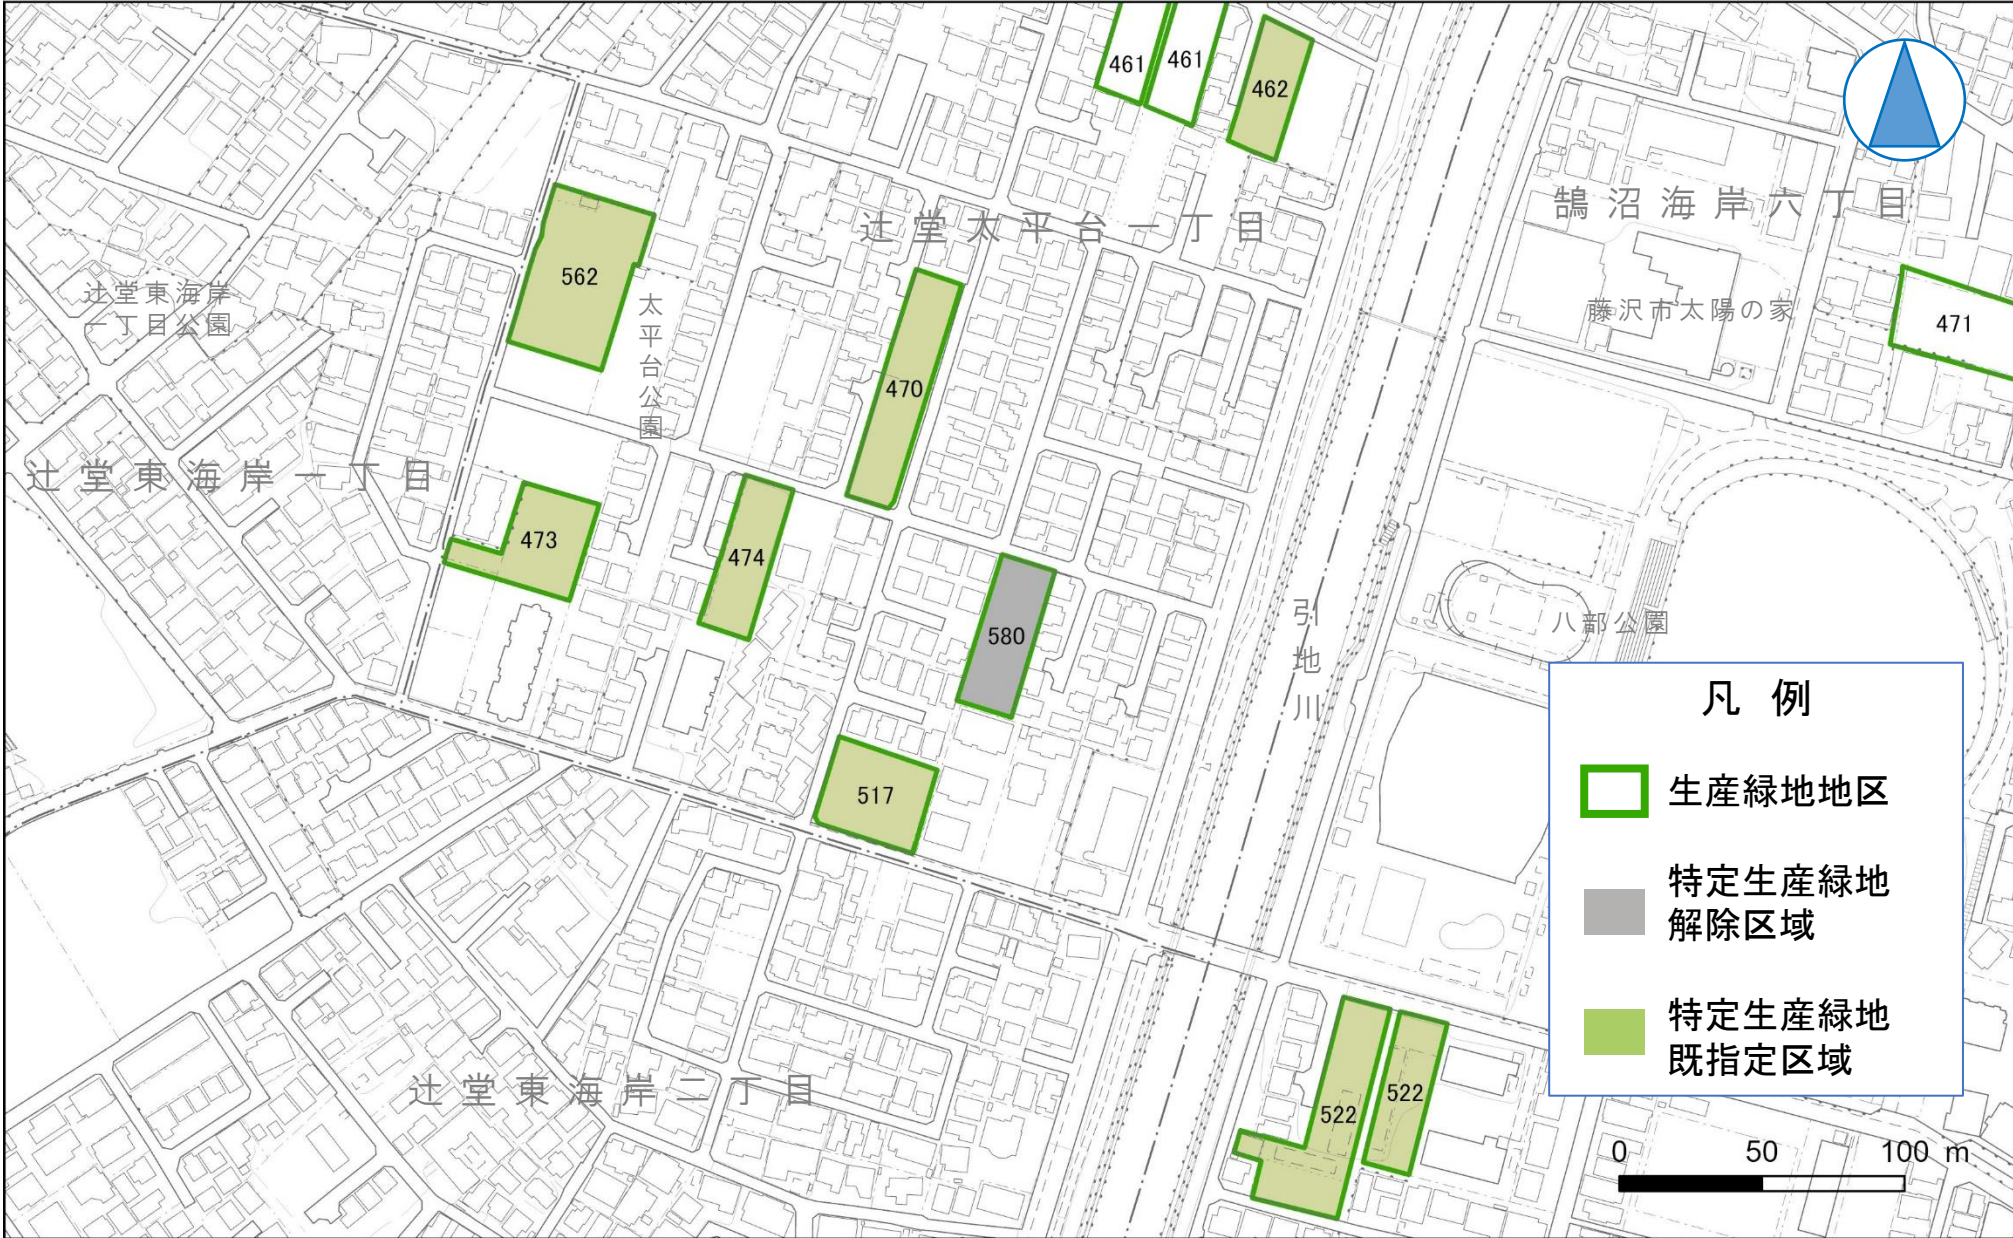 461
461
462
鵠沼海岸六丁目
辻堂太平台一丁目
562
辻堂東海岸
一丁目公園
太平台公園
藤沢市太陽の家
471
470
辻堂東海岸一丁目
473
474
580
引地川
八部公園
517
凡 例
生産緑地地区
特定生産緑地
解除区域
特定生産緑地
既指定区域
辻堂東海岸二丁目
522
522
0 50 100 m